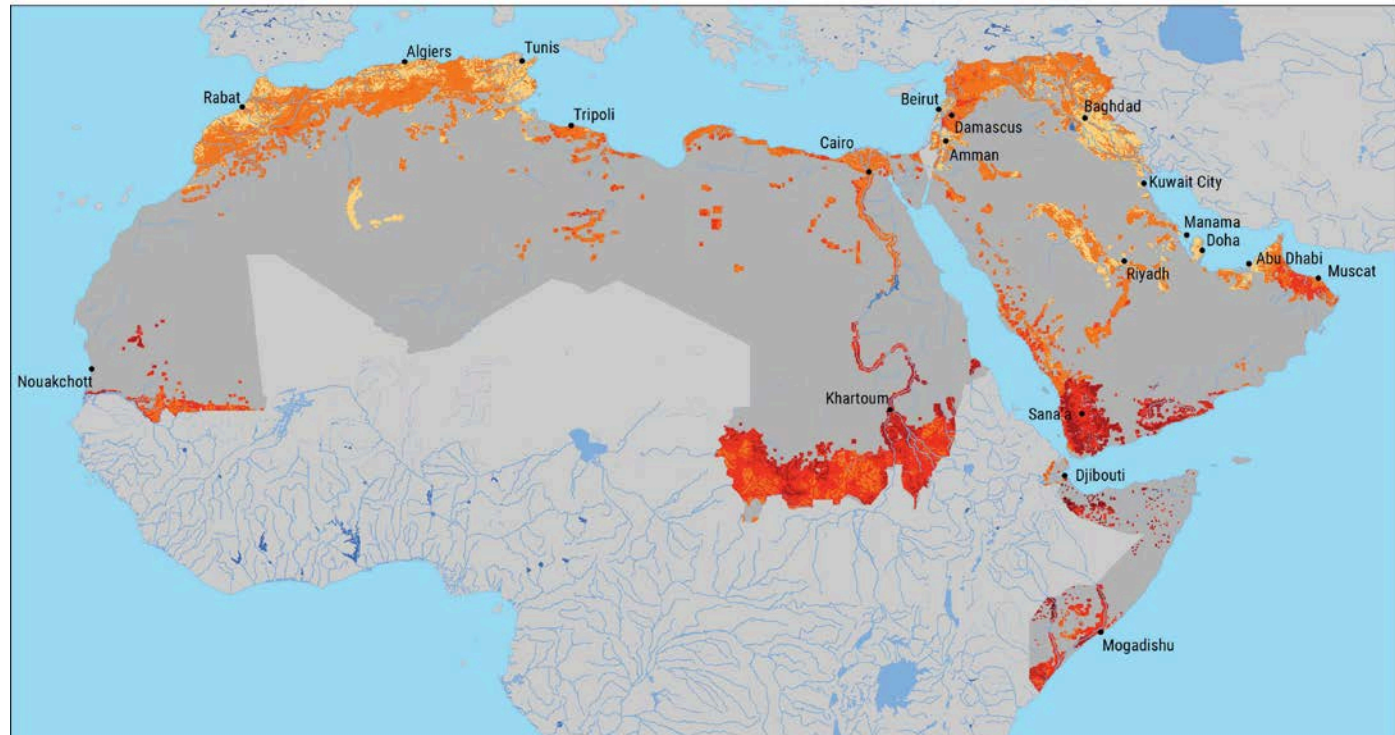 Algiers
Tunis
Rabat
Tripoli
Beirut
Baghdad
Damascus
Cairo
Amman
Kuwait City
Manama
Doha
Abu Dhabi
Riyadh
Muscat
Nouakchott
Khartoum
Sana'a
Djibouti
Mogadishu